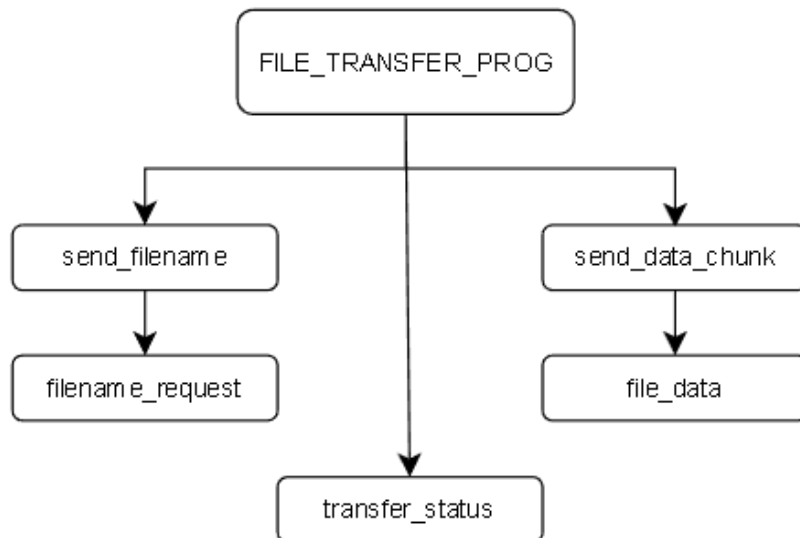 FILE_TRANSFER_PROG
send_filename
send_data_chunk
filename_request
file_data
transfer_status